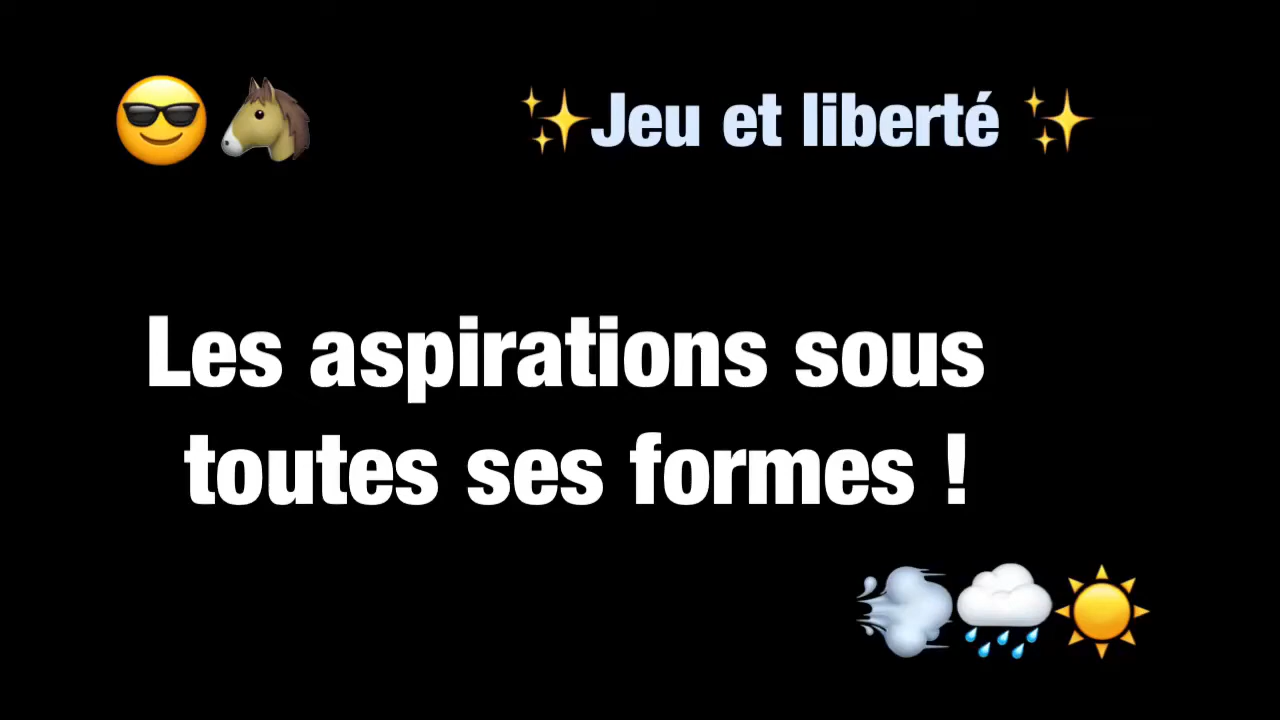 😎🐴 ✨Jeu et liberté ✨
Les aspirations sous
toutes ses formes !
💨🌧☀️